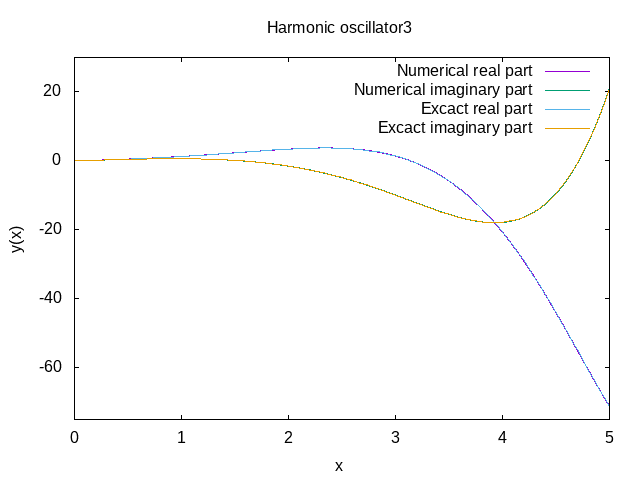 Harmonic oscillator3
Numerical real part
Numerical imaginary part
Excact real part
Excact imaginary part
20
0
-20
-40
-60
y(x)
0 1 2 3 4 5
x